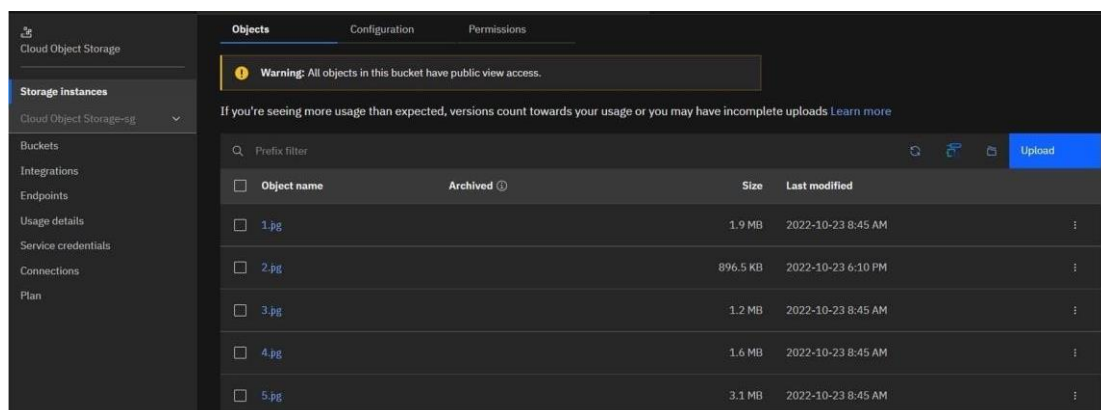 Cloud Object Storage
Storage instances
Cloud Object Storage-sg
Buckets
Integrations
Endpoints
Usage details
Service credentials
Connections
Plan
Objects Configuration Permissions
Warning: All objects in this bucket have public view access.
If you're seeing more usage than expected, versions count towards your usage or you may have incomplete uploads Learn more
Prefix filter Upload
Object name Archived Size Last modified
1.jpg 1.9 MB 2022-10-23 8:45 AM
2.jpg 896.5 KB 2022-10-23 6:10 PM
3.jpg 1.2 MB 2022-10-23 8:45 AM
4.jpg 1.6 MB 2022-10-23 8:45 AM
5.jpg 3.1 MB 2022-10-23 8:45 AM